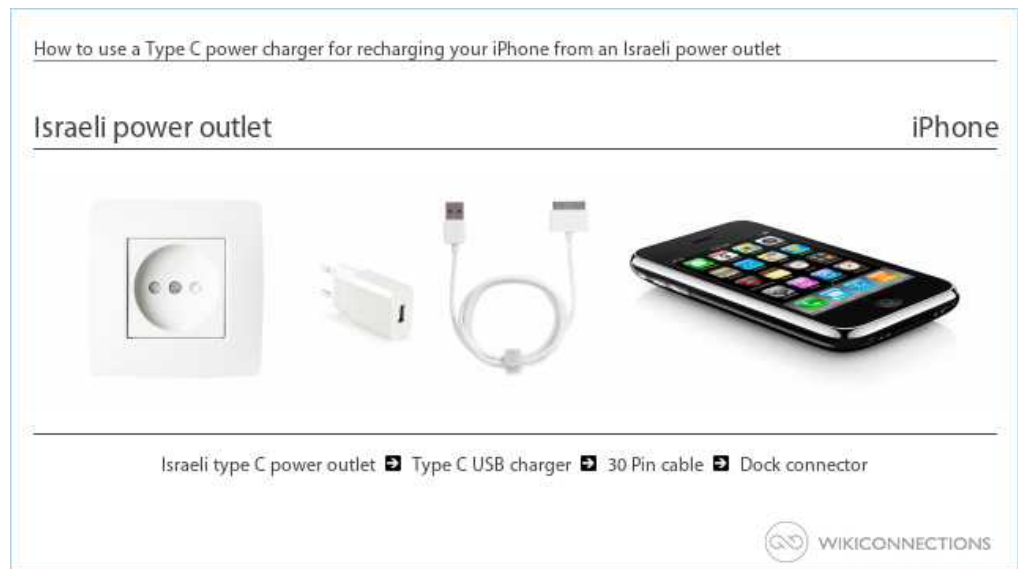 How to use a Type C power charger for recharging your iPhone from an Israeli power outlet
Israeli power outlet
iPhone
Israeli type C power outlet ➔ Type C USB charger ➔ 30 Pin cable ➔ Dock connector
WIKICONNECTIONS